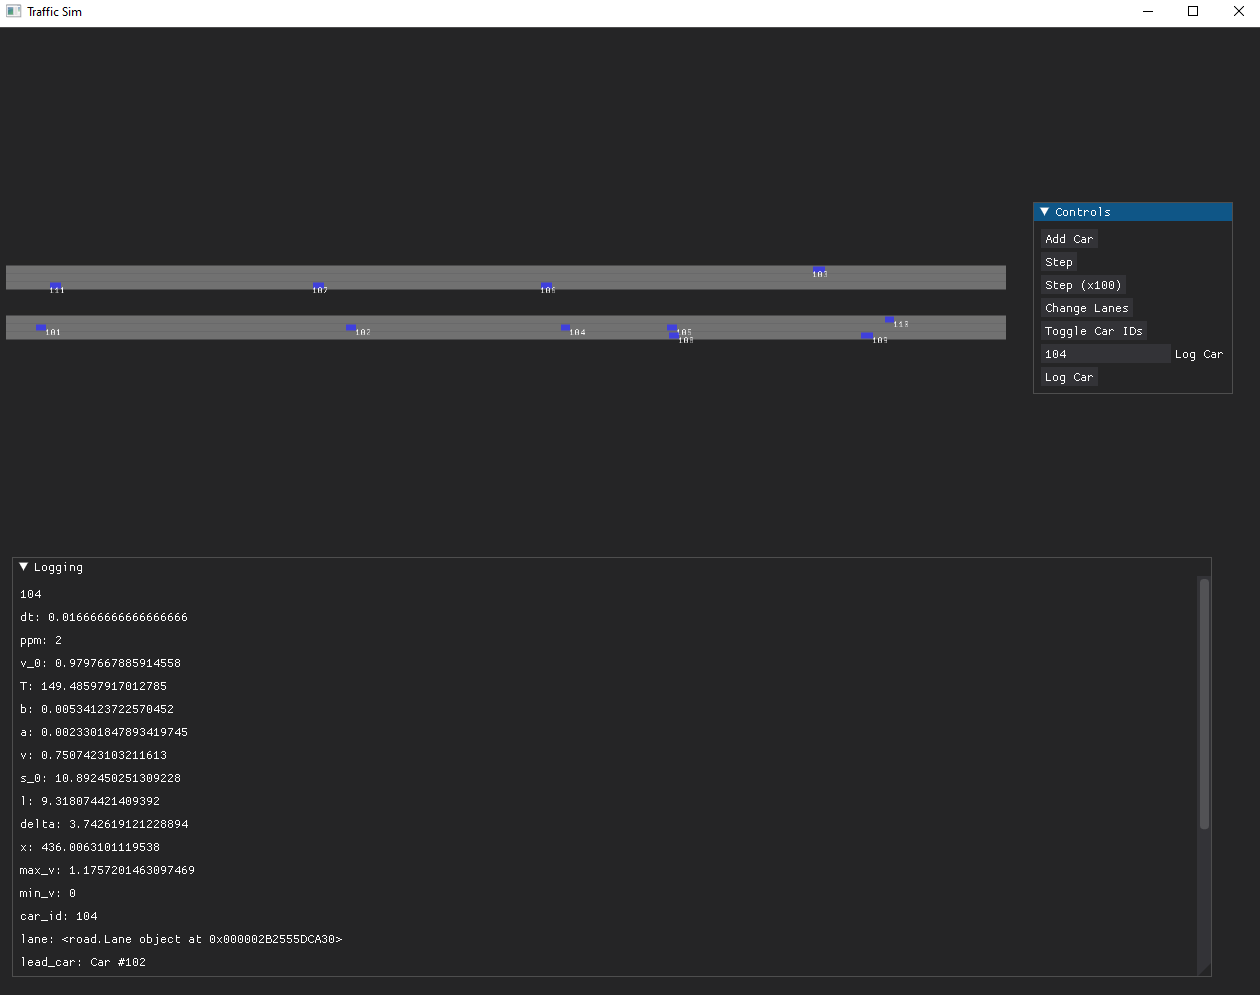 Traffic Sim
Controls
Add Car
Step
Step (x100)
Change Lanes
Toggle Car IDs
104 Log Car
Log Car
103
111 107 106
110
101 102 104 105
108 109
Logging
104
dt: 0.016666666666666666
ppm: 2
v_0: 0.9797667885914558
T: 149.48597917012785
b: 0.00534123722570452
a: 0.0023301847893419745
v: 0.7507423103211613
s_0: 10.892450251309228
l: 9.318074421409392
delta: 3.742619121228894
x: 436.0063101119538
max_v: 1.1757201463097469
min_v: 0
car_id: 104
lane: <road.Lane object at 0x000002B2555DCA30>
lead_car: Car #102